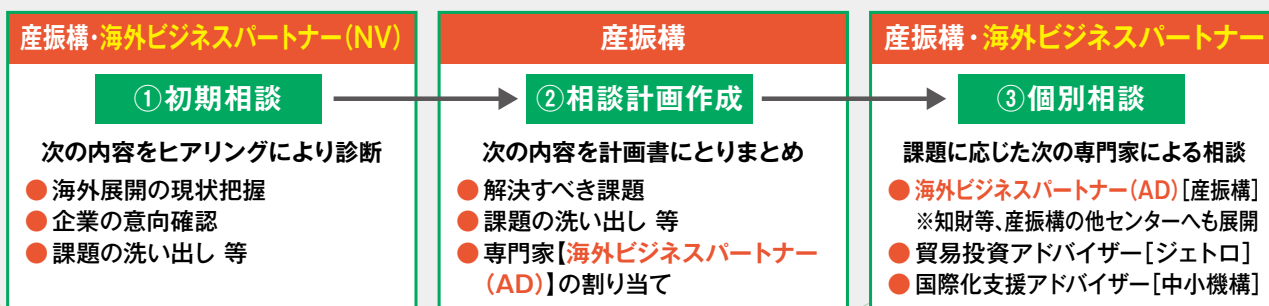 産振構・海外ビジネスパートナー(NV)
①初期相談
次の内容をヒアリングにより診断
●海外展開の現状把握
●企業の意向確認
●課題の洗い出し 等
産振構
②相談計画作成
次の内容を計画書にとりまとめ
●解決すべき課題
●課題の洗い出し 等
●専門家【海外ビジネスパートナー
(AD)】の割り当て
産振構・海外ビジネスパートナー
③個別相談
課題に応じた次の専門家による相談
●海外ビジネスパートナー(AD)[産振構]
※知財等、産振構の他センターへも展開
●貿易投資アドバイザー[ジェトロ]
●国際化支援アドバイザー[中小機構]